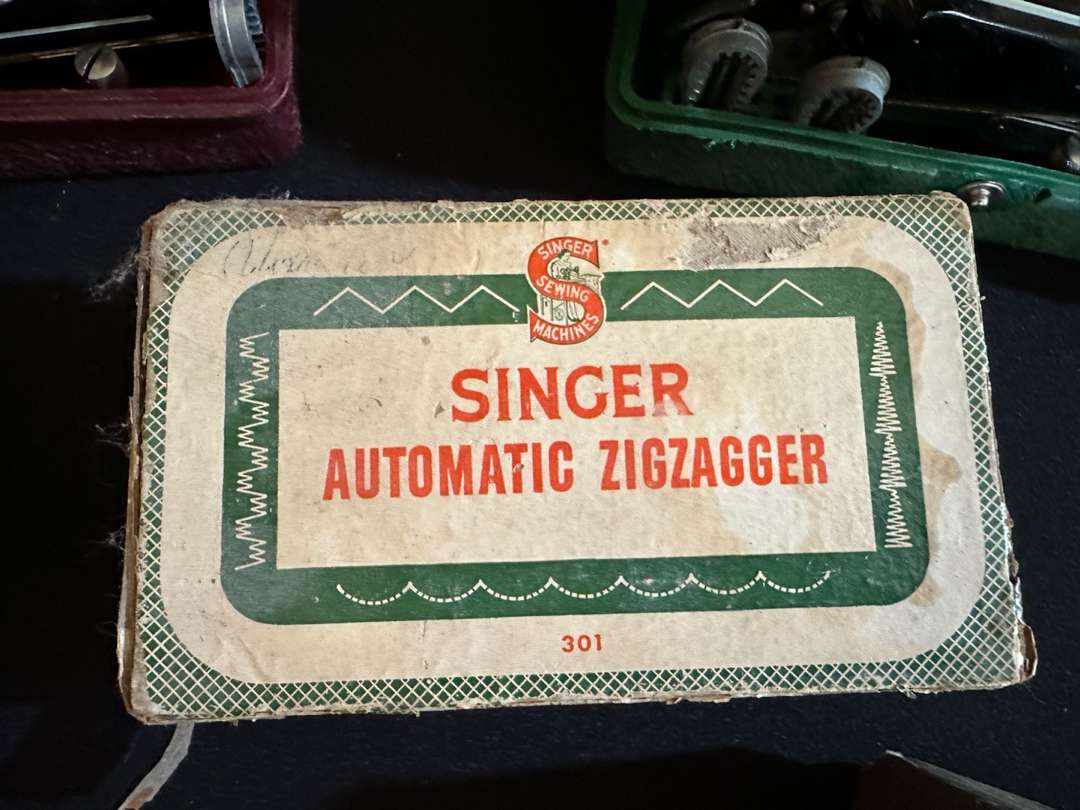 SINGER
SEWING
MACHINES
SINGER
AUTOMATIC ZIGZAGGER
301